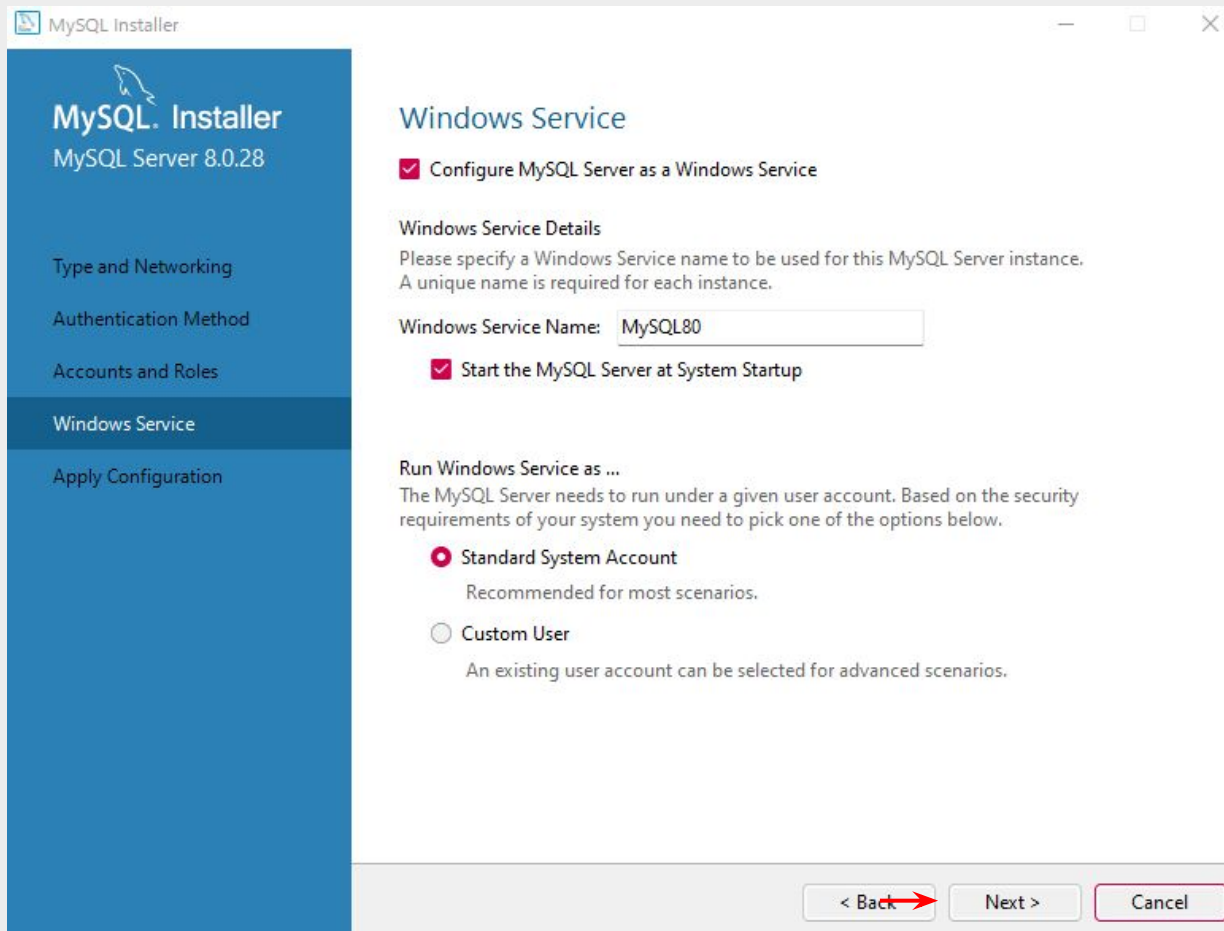 MySQL Installer
MySQL. Installer
MySQL Server 8.0.28
Type and Networking
Authentication Method
Accounts and Roles
Windows Service
Apply Configuration
Windows Service
Configure MySQL Server as a Windows Service
Windows Service Details
Please specify a Windows Service name to be used for this MySQL Server instance.
A unique name is required for each instance.
Windows Service Name: MySQL80
Start the MySQL Server at System Startup
Run Windows Service as ...
The MySQL Server needs to run under a given user account. Based on the security
requirements of your system you need to pick one of the options below.
Standard System Account
Recommended for most scenarios.
Custom User
An existing user account can be selected for advanced scenarios.
< Back Next > Cancel